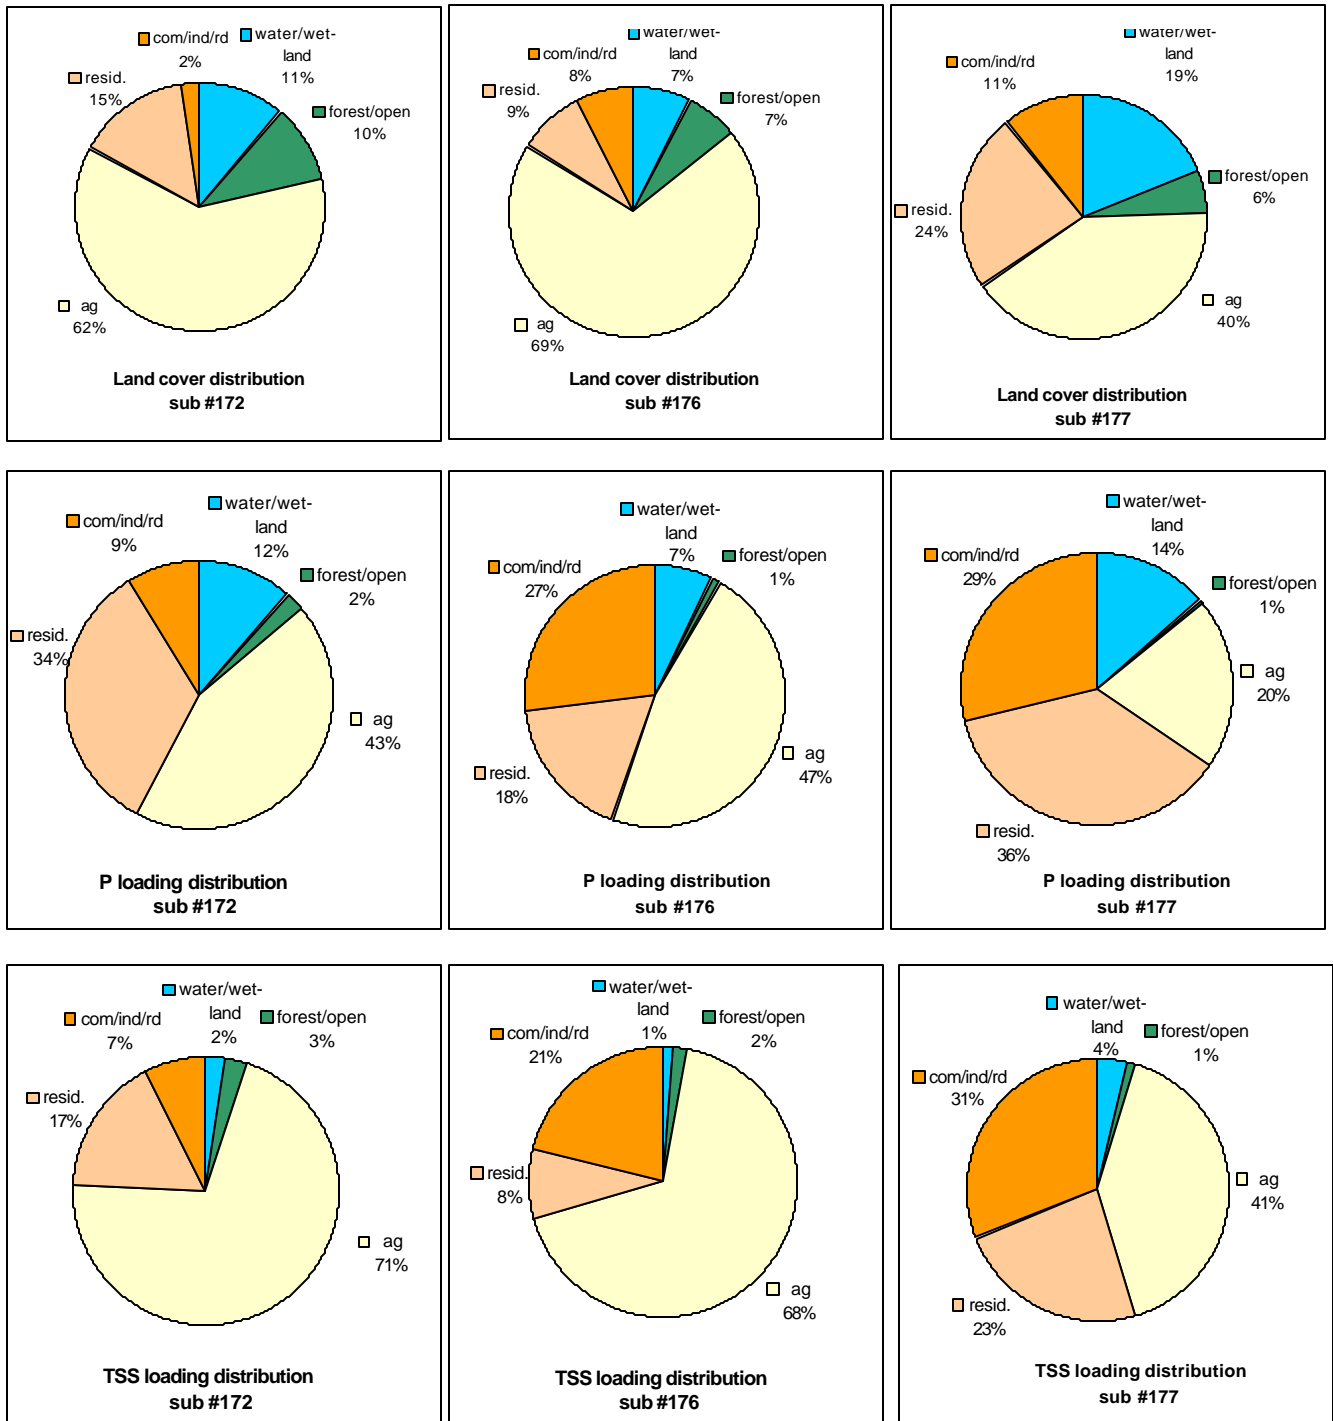 com/ind/rd
2%
water/wet-
land
11%
resid.
15%
forest/open
10%
ag
62%
Land cover distribution
sub #172
water/wet-
land
7%
com/ind/rd
8%
resid.
9%
forest/open
7%
ag
69%
Land cover distribution
sub #176
water/wet-
land
19%
com/ind/rd
11%
forest/open
6%
resid.
24%
ag
40%
Land cover distribution
sub #177
water/wet-
land
12%
com/ind/rd
9%
forest/open
2%
resid.
34%
ag
43%
P loading distribution
sub #172
water/wet-
land
7%
com/ind/rd
27%
forest/open
1%
ag
47%
resid.
18%
P loading distribution
sub #176
water/wet-
land
14%
com/ind/rd
29%
forest/open
1%
ag
20%
resid.
36%
P loading distribution
sub #177
water/wet-
land
2%
com/ind/rd
7%
forest/open
3%
resid.
17%
ag
71%
TSS loading distribution
sub #172
water/wet-
land
1%
com/ind/rd
21%
forest/open
2%
resid.
8%
ag
68%
TSS loading distribution
sub #176
water/wet-
land
4%
forest/open
1%
com/ind/rd
31%
ag
41%
resid.
23%
TSS loading distribution
sub #177